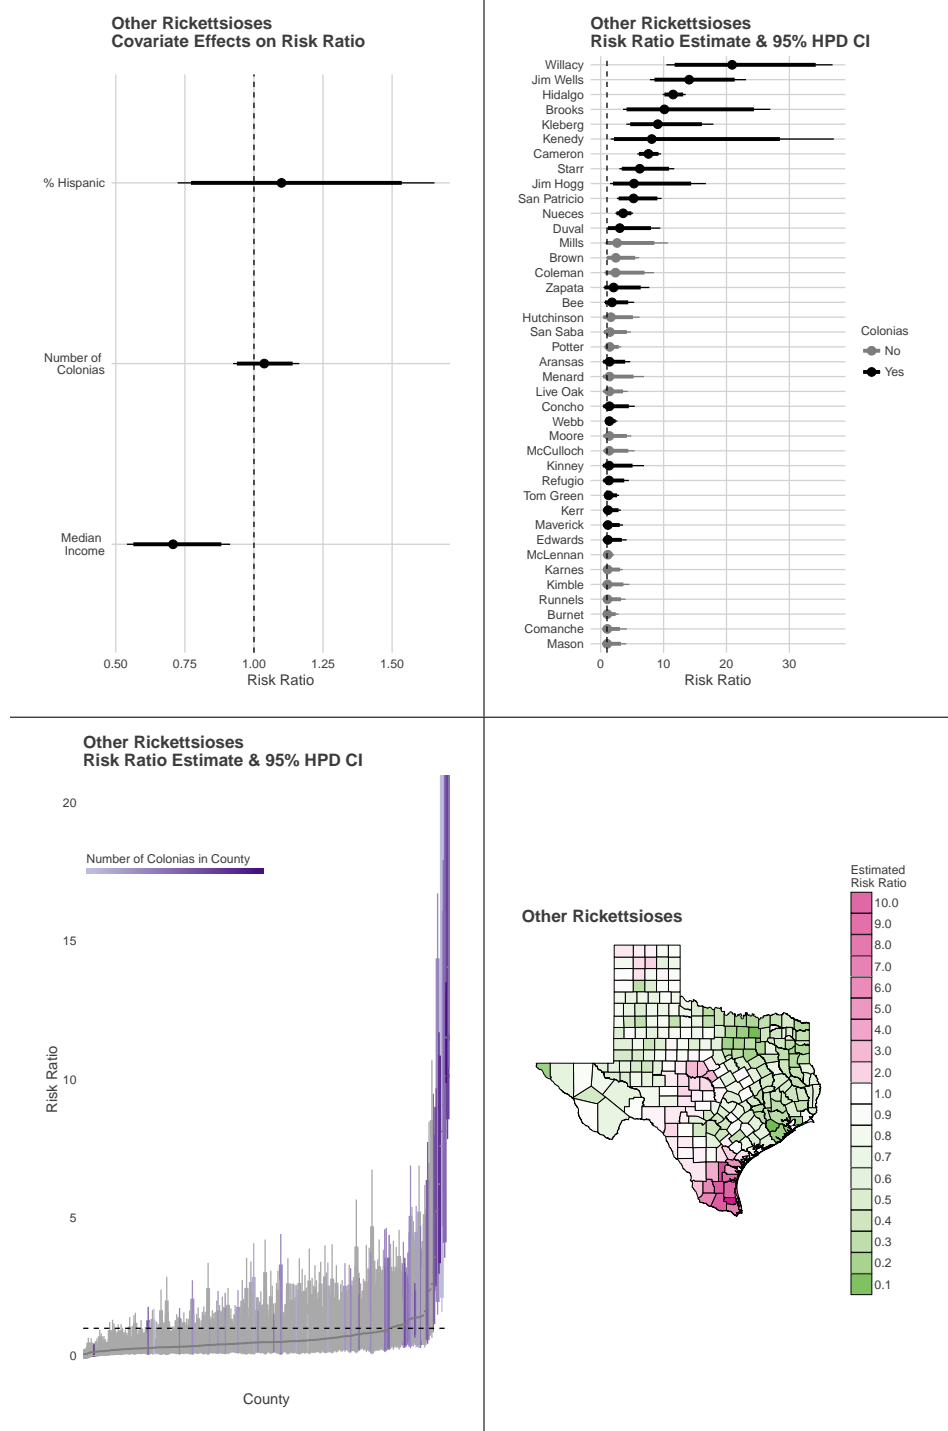 Other Rickettsioses
Covariate Effects on Risk Ratio
% Hispanic
Number of
Colonias
Median
Income
0.50
0.75
1.00
1.25
1.50
Risk Ratio
Other Rickettsioses
Risk Ratio Estimate & 95% HPD CI
Willacy
Jim Wells
Hidalgo
Brooks
Kleberg
Kenedy
Cameron
Starr
Jim Hogg
San Patricio
Nueces
Duval
Mills
Brown
Coleman
Zapata
Bee
Hutchinson
San Saba
Potter
Aransas
Menard
Live Oak
Concho
Webb
Moore
McCulloch
Kinney
Refugio
Tom Green
Kerr
Maverick
Edwards
McLennan
Karnes
Kimble
Runnels
Burnet
Comanche
Mason
0
10
20
30
Risk Ratio
Colonias
No
Yes
Other Rickettsioses
Risk Ratio Estimate & 95% HPD CI
20
15
10
5
0
Risk Ratio
Number of Colonias in County
County
Other Rickettsioses
Estimated
Risk Ratio
10.0
9.0
8.0
7.0
6.0
5.0
4.0
3.0
2.0
1.0
0.9
0.8
0.7
0.6
0.5
0.4
0.3
0.2
0.1